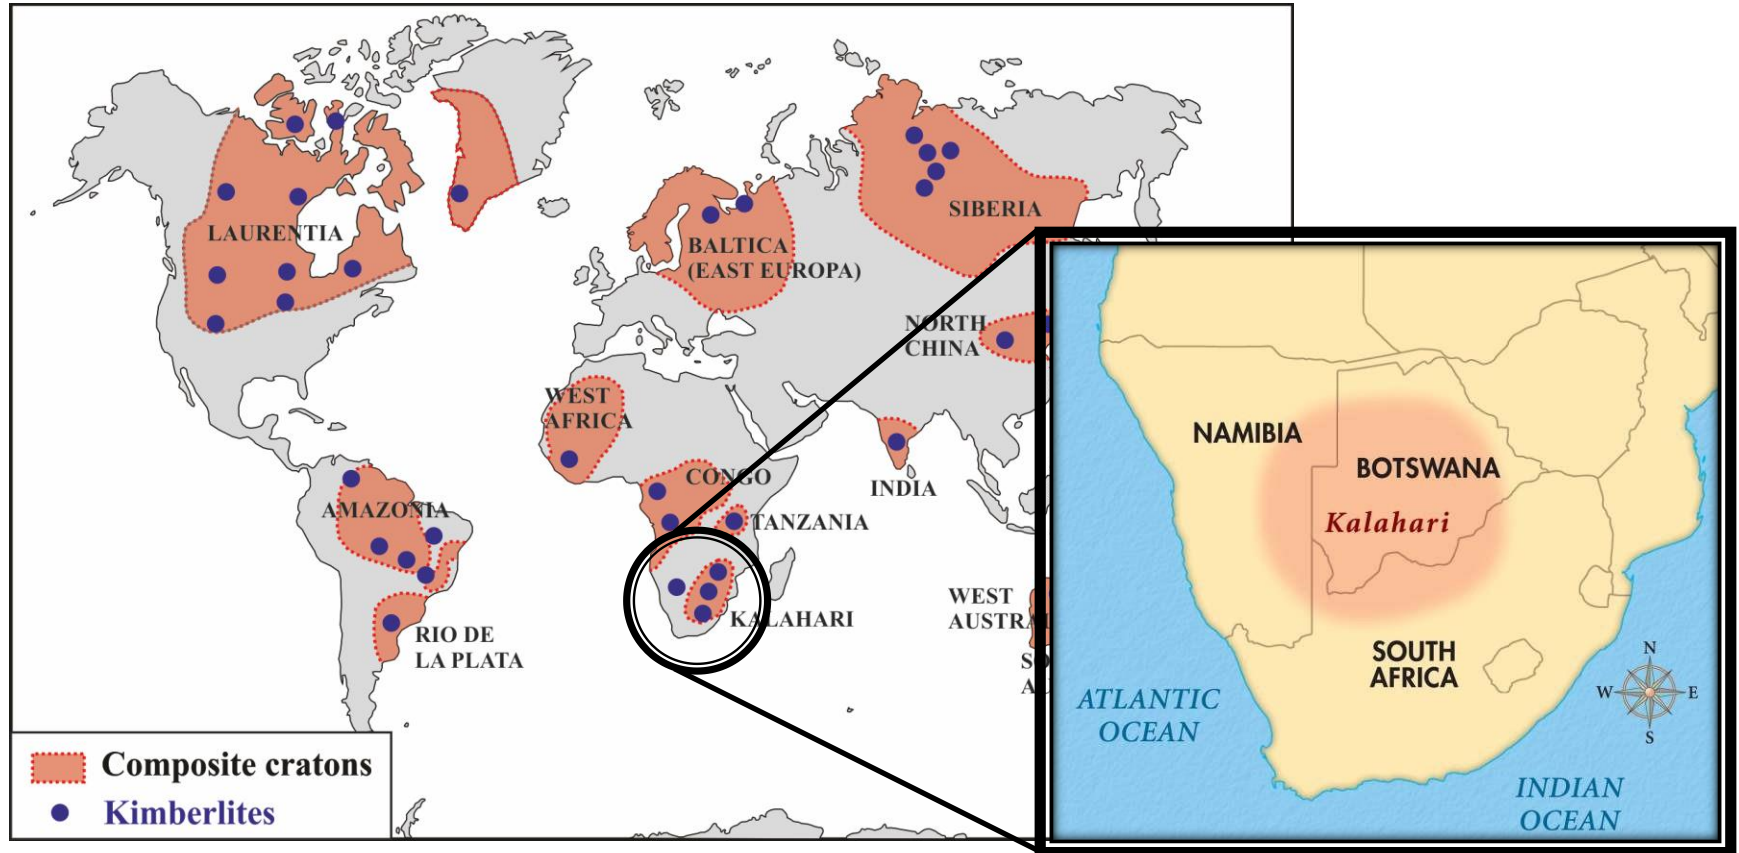 LAURENTIA
BALTICA
(EAST EUROPA)
SIBERIA
NORTH
CHINA
WEST
AFRICA
CONGO
INDIA
AMAZONIA
TANZANIA
KALAHARI
RIO DE
LA PLATA
WEST
Composite cratons
Kimberlites
NAMIBIA
BOTSWANA
Kalahari
SOUTH
AFRICA
ATLANTIC
OCEAN
INDIAN
OCEAN
N
W
E
S